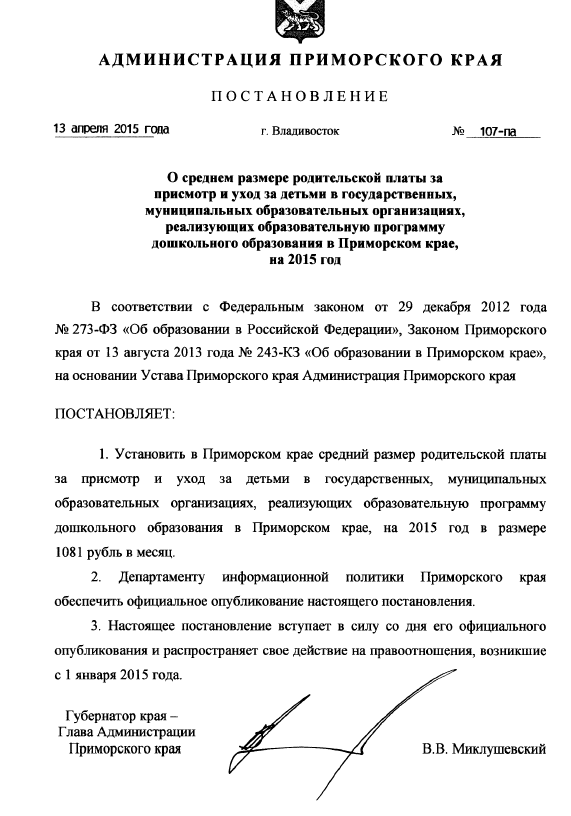 АДМИНИСТРАЦИЯ ПРИМОРСКОГО КРАЯ
ПОСТАНОВЛЕНИЕ
13 апреля 2015 года г. Владивосток № 107-па
О среднем размере родительской платы за
присмотр и уход за детьми в государственных,
муниципальных образовательных организациях,
реализующих образовательную программу
дошкольного образования в Приморском крае,
на 2015 год
В соответствии с Федеральным законом от 29 декабря 2012 года
№ 273-ФЗ «Об образовании в Российской Федерации», Законом Приморского
края от 13 августа 2013 года № 243-КЗ «Об образовании в Приморском крае»,
на основании Устава Приморского края Администрация Приморского края
ПОСТАНОВЛЯЕТ:
1. Установить в Приморском крае средний размер родительской платы
за присмотр и уход за детьми в государственных, муниципальных
образовательных организациях, реализующих образовательную программу
дошкольного образования в Приморском крае, на 2015 год в размере
1081 рубль в месяц.
2. Департаменту информационной политики Приморского края
обеспечить официальное опубликование настоящего постановления.
3. Настоящее постановление вступает в силу со дня его официального
опубликования и распространяет свое действие на правоотношения, возникшие
с 1 января 2015 года.
Губернатор края –
Глава Администрации
Приморского края В.В. Миклушевский